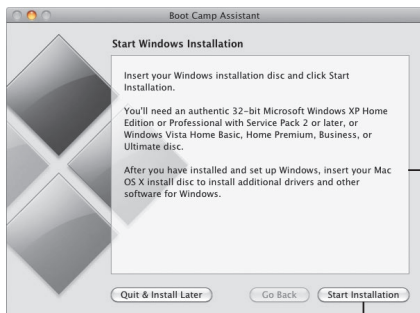 Boot Camp Assistant
Start Windows Installation
Insert your Windows installation disc and click Start
Installation.
You'll need an authentic 32-bit Microsoft Windows XP Home
Edition or Professional with Service Pack 2 or later, or
Windows Vista Home Basic, Home Premium, Business, or
Ultimate disc.
After you have installed and set up Windows, insert your Mac
OS X install disc to install additional drivers and other
software for Windows.
Quit & Install Later
Go Back
Start Installation